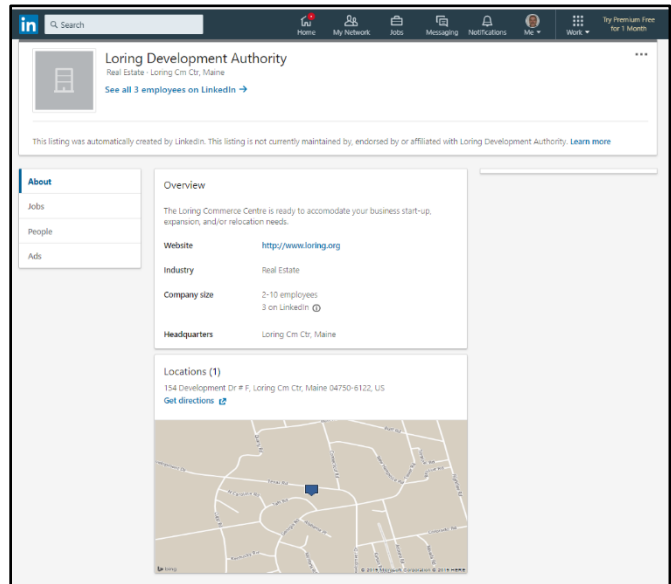 in
Search
Home
My Network
Jobs
Messaging
Notifications
Me
Work
Try Premium Free
for 1 Month
Loring Development Authority
Real Estate · Loring Cm Ctr, Maine
See all 3 employees on LinkedIn →
This listing was automatically created by LinkedIn. This listing is not currently maintained by, endorsed by or affiliated with Loring Development Authority. Learn more
About
Jobs
People
Ads
Overview
The Loring Commerce Centre is ready to accomodate your business start-up,
expansion, and/or relocation needs.
Website http://www.loring.org
Industry Real Estate
Company size 2-10 employees
3 on LinkedIn
Headquarters Loring Cm Ctr, Maine
Locations (1)
154 Development Dr # F, Loring Cm Ctr, Maine 04750-6122, US
Get directions
bing
Microsoft Corporation